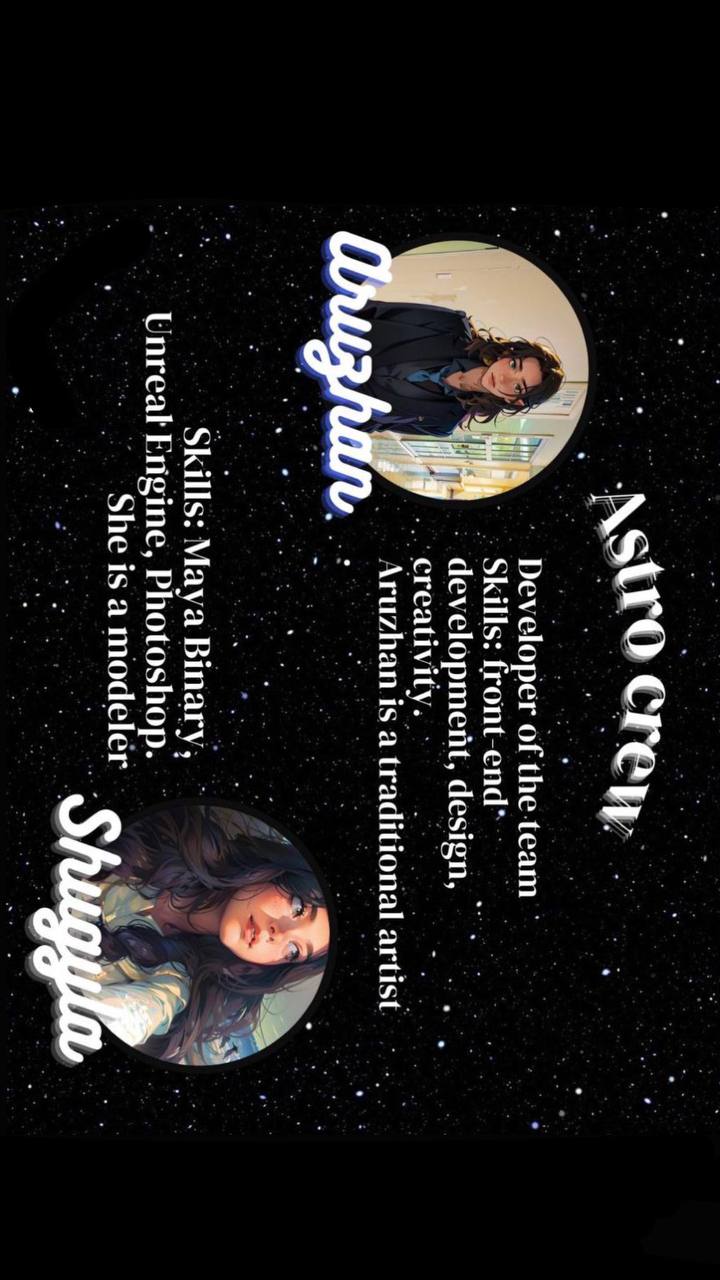 Astro crew
Developer of the team
Skills: front-end
development, design,
creativity.
Aruzhan is a traditional artist
Aruzhan
Skills: Maya Binary,
Unreal Engine, Photoshop.
She is a modeler
Shugyla